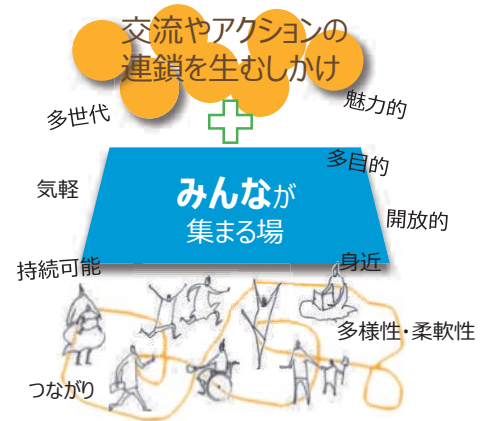 交流やアクションの
連鎖を生むしかけ
魅力的
多世代
多目的
気軽
みんなが
開放的
集まる場
持続可能
身近
多様性・柔軟性
つながり